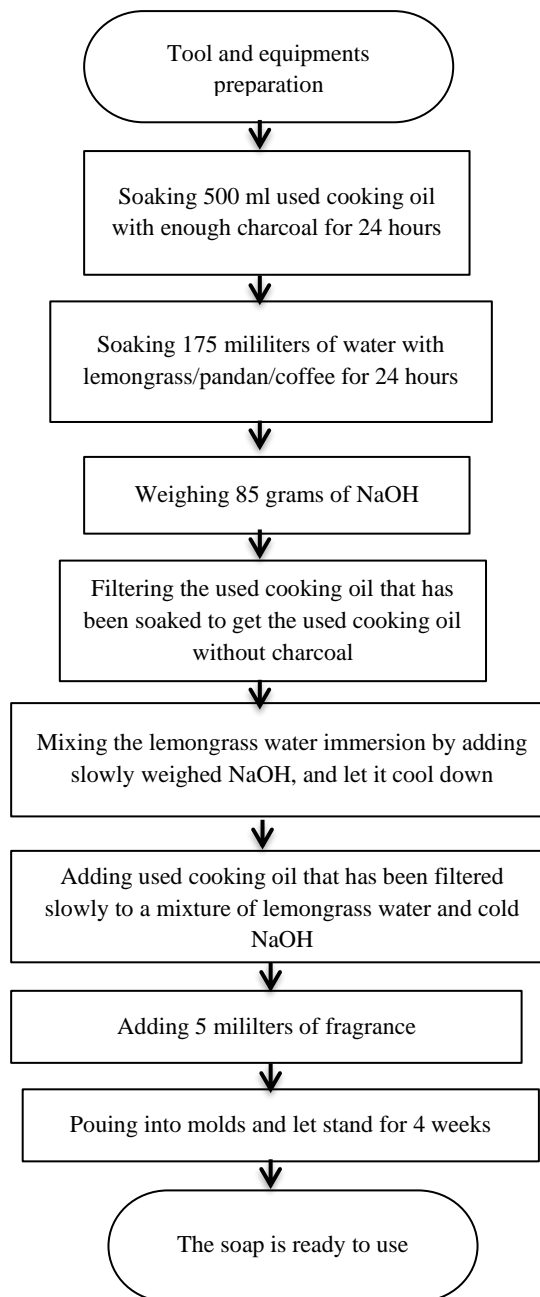 Tool and equipments
preparation
Soaking 500 ml used cooking oil
with enough charcoal for 24 hours
Soaking 175 mililiters of water with
lemongrass/pandan/coffee for 24 hours
Weighing 85 grams of NaOH
Filtering the used cooking oil that has
been soaked to get the used cooking oil
without charcoal
Mixing the lemongrass water immersion by adding
slowly weighed NaOH, and let it cool down
Adding used cooking oil that has been filtered
slowly to a mixture of lemongrass water and cold
NaOH
Adding 5 mililters of fragrance
Pouing into molds and let stand for 4 weeks
The soap is ready to use